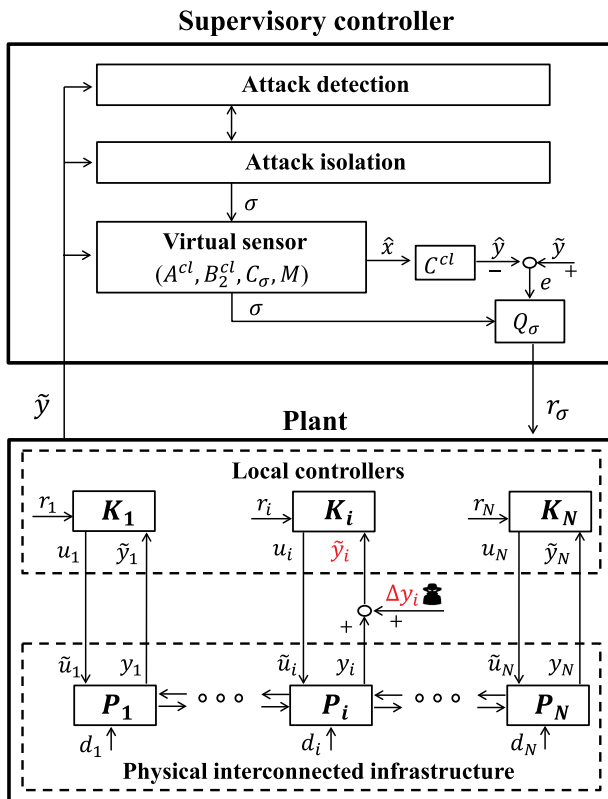 Supervisory controller
Attack detection
Attack isolation
σ
Virtual sensor
(A^{cl}, B_2^{cl}, C_σ, M)
x̂
C^{cl}
ŷ
ỹ
−
+
e
σ
Q_σ
ỹ
r_σ
Plant
Local controllers
r_1
K_1
r_i
K_i
r_N
K_N
u_1
ỹ_1
u_i
ỹ_i
u_N
ỹ_N
Δy_i
+
+
ũ_1
y_1
ũ_i
y_i
ũ_N
y_N
P_1
P_i
P_N
d_1
d_i
d_N
Physical interconnected infrastructure